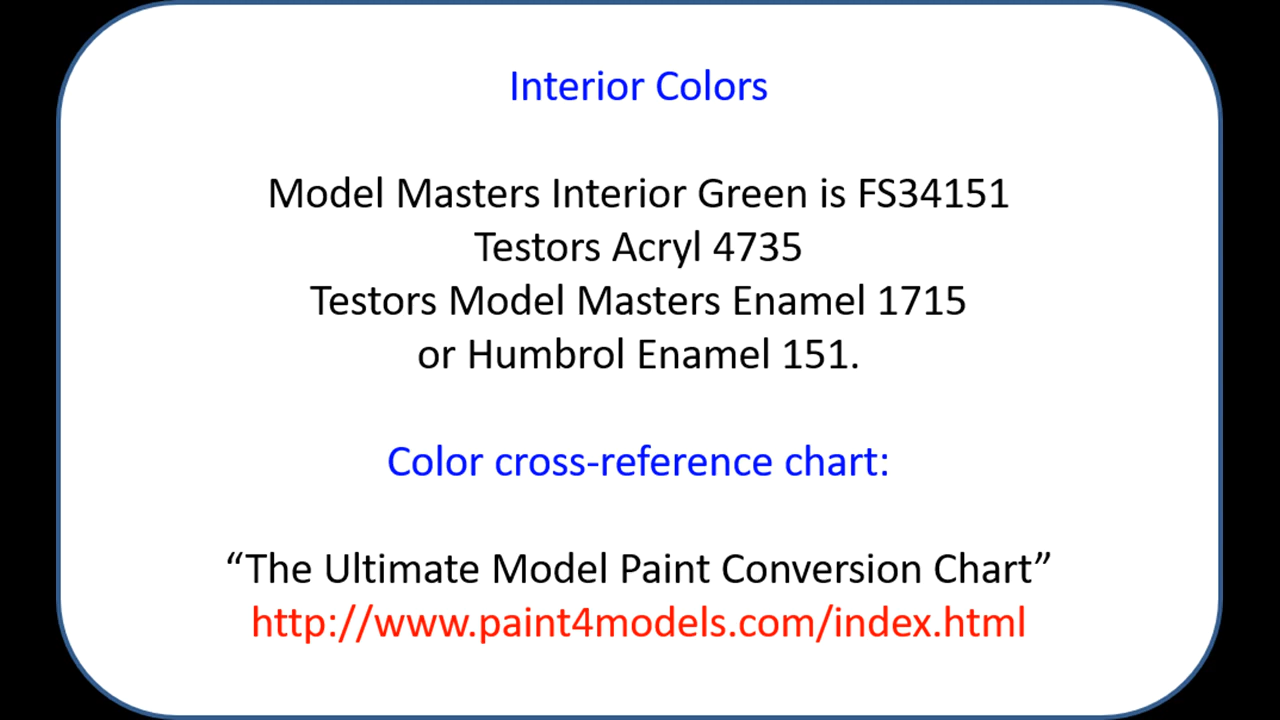 Interior Colors
Model Masters Interior Green is FS34151
Testors Acryl 4735
Testors Model Masters Enamel 1715
or Humbrol Enamel 151.
Color cross-reference chart:
“The Ultimate Model Paint Conversion Chart”
http://www.paint4models.com/index.html